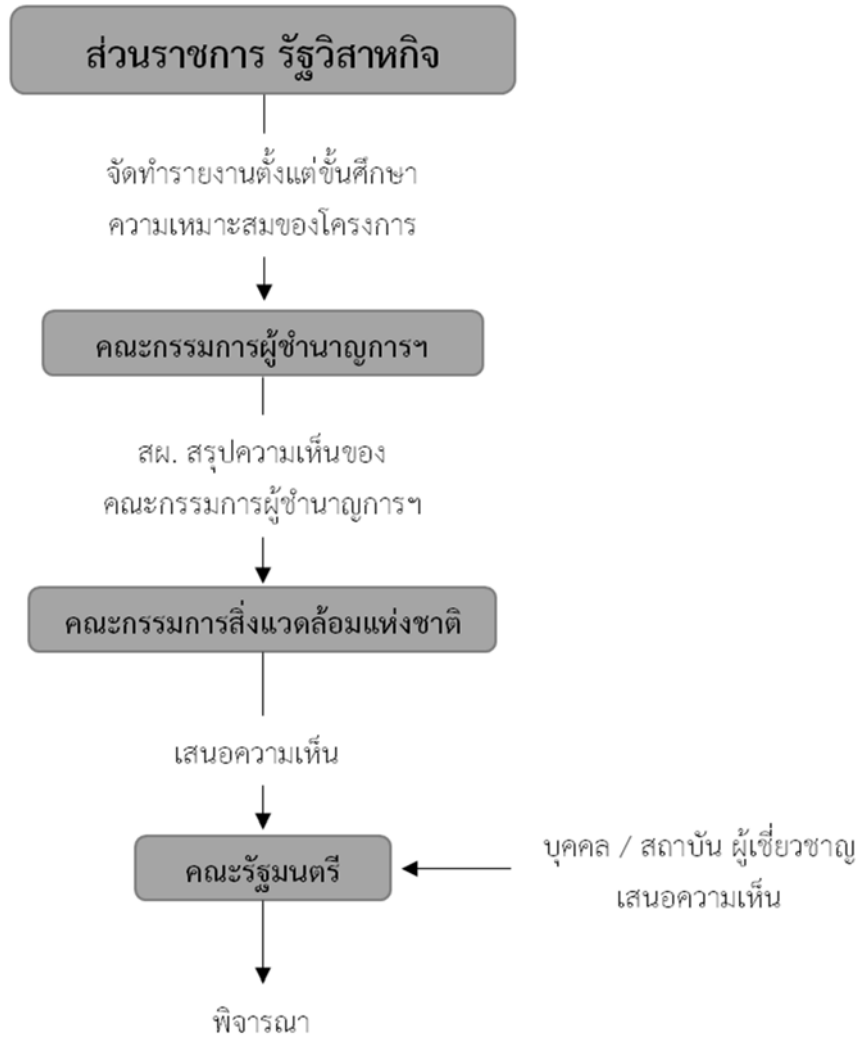 ส่วนราชการ รัฐวิสาหกิจ
จัดทำรายงานตั้งแต่ขั้นศึกษา
ความเหมาะสมของโครงการ
คณะกรรมการผู้ชำนาญการฯ
สผ. สรุปความเห็นของ
คณะกรรมการผู้ชำนาญการฯ
คณะกรรมการสิ่งแวดล้อมแห่งชาติ
เสนอความเห็น
คณะรัฐมนตรี
บุคคล / สถาบัน ผู้เชี่ยวชาญ
เสนอความเห็น
พิจารณา